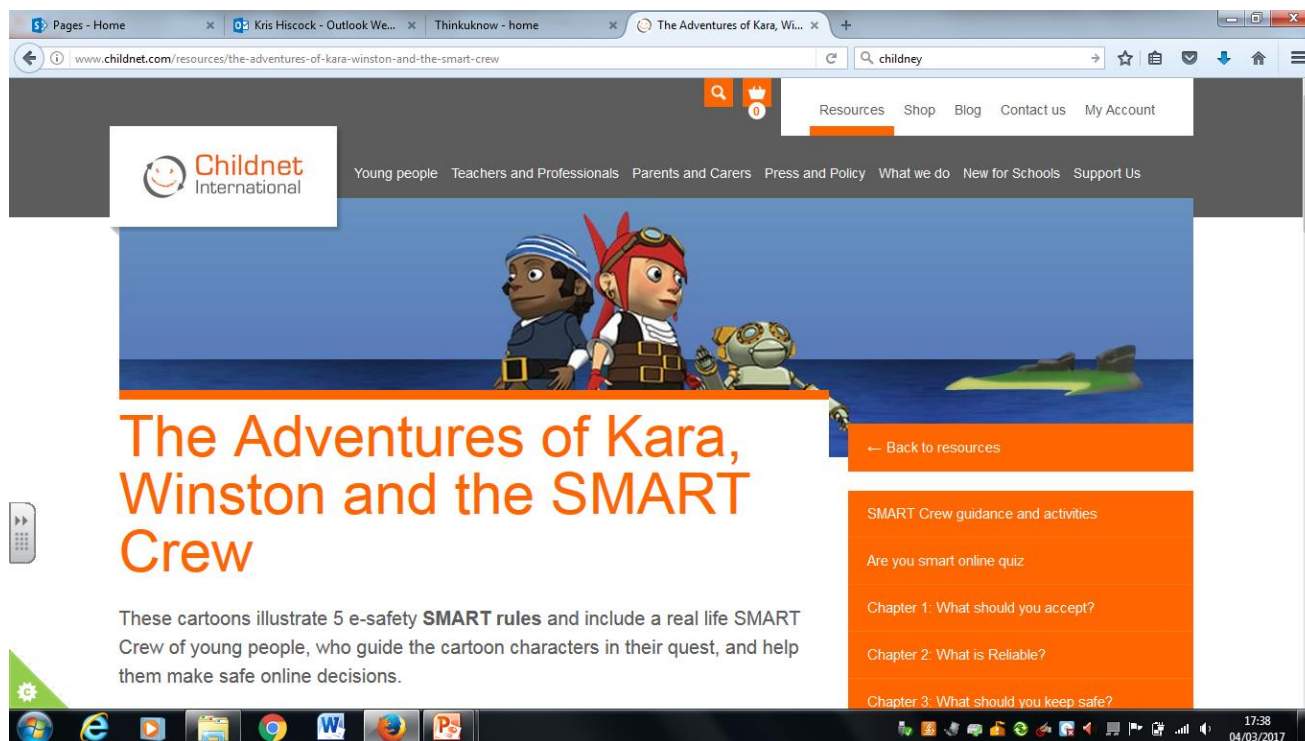 Pages - Home
Kris Hiscock - Outlook We...
Thinkuknow - home
The Adventures of Kara, Wi...
www.childnet.com/resources/the-adventures-of-kara-winston-and-the-smart-crew
childney
0
Resources Shop Blog Contact us My Account
Childnet
International
Young people Teachers and Professionals Parents and Carers Press and Policy What we do New for Schools Support Us
The Adventures of Kara,
Winston and the SMART
Crew
These cartoons illustrate 5 e-safety SMART rules and include a real life SMART
Crew of young people, who guide the cartoon characters in their quest, and help
them make safe online decisions.
← Back to resources
SMART Crew guidance and activities
Are you smart online quiz
Chapter 1: What should you accept?
Chapter 2: What is Reliable?
Chapter 3: What should you keep safe?
17:38
04/03/2017